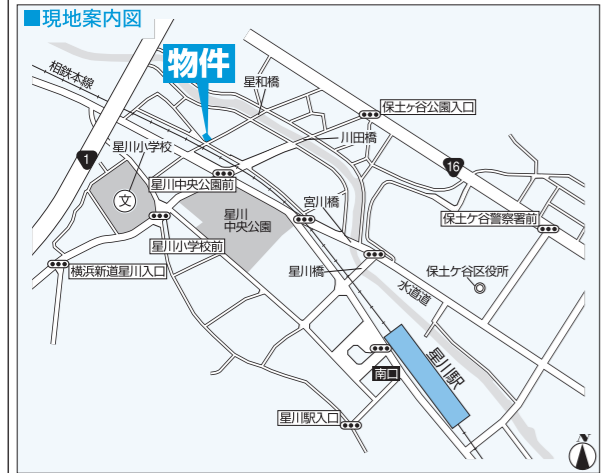 ■現地案内図
物件
相鉄本線
星和橋
保土ヶ谷公園入口
川田橋
星川小学校
1
16
文
星川中央公園前
宮川橋
星川
中央公園
保土ケ谷警察署前
星川小学校前
横浜新道星川入口
星川橋
保土ケ谷区役所
水道道
星川駅
南口
星川駅入口
N